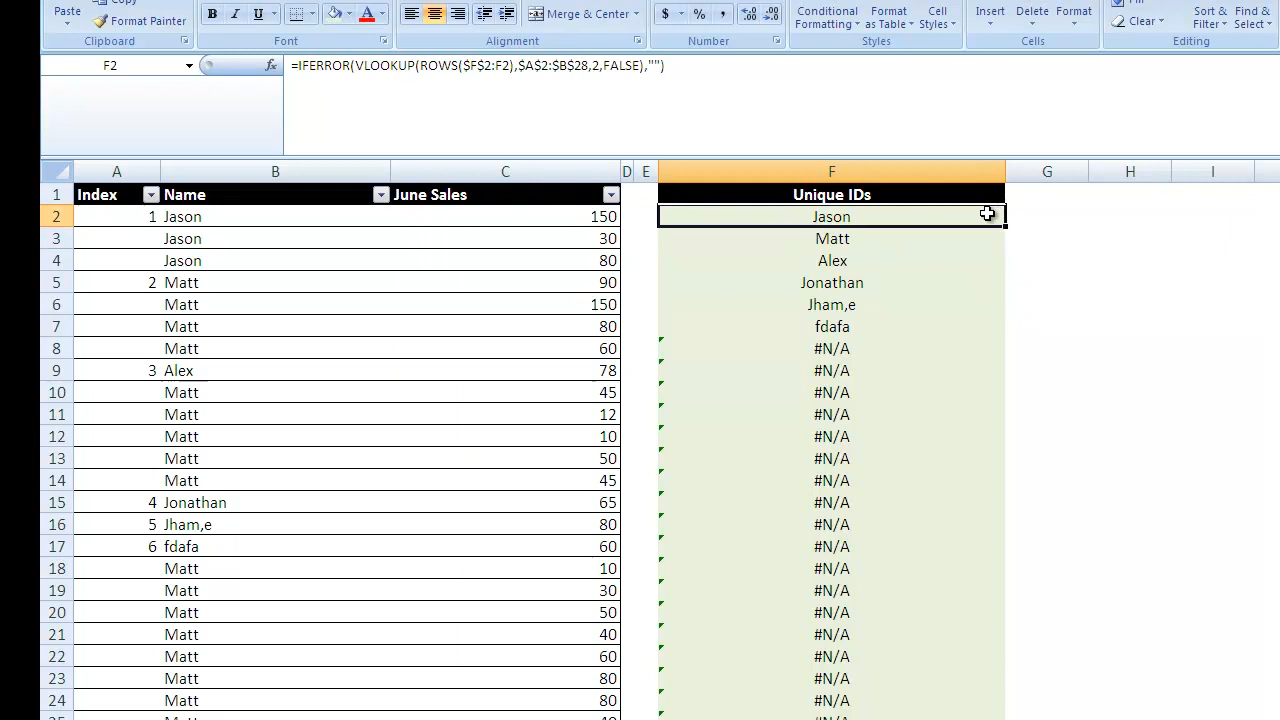 Paste
Copy
Format Painter
Clipboard
B I U
Font
Merge & Center
Alignment
$ % ,
Number
Conditional Formatting
Format as Table
Cell Styles
Styles
Insert Delete Format
Cells
Fill
Clear
Sort & Filter
Find & Select
Editing
F2 fx =IFERROR(VLOOKUP(ROWS($F$2:F2),$A$2:$B$28,2,FALSE),"")
A B C D E F G H I
1 Index Name June Sales Unique IDs
2 1 Jason 150 Jason
3 Jason 30 Matt
4 Jason 80 Alex
5 2 Matt 90 Jonathan
6 Matt 150 Jham,e
7 Matt 80 fdafa
8 Matt 60 #N/A
9 3 Alex 78 #N/A
10 Matt 45 #N/A
11 Matt 12 #N/A
12 Matt 10 #N/A
13 Matt 50 #N/A
14 Matt 45 #N/A
15 4 Jonathan 65 #N/A
16 5 Jham,e 80 #N/A
17 6 fdafa 60 #N/A
18 Matt 10 #N/A
19 Matt 30 #N/A
20 Matt 50 #N/A
21 Matt 40 #N/A
22 Matt 60 #N/A
23 Matt 80 #N/A
24 Matt 80 #N/A